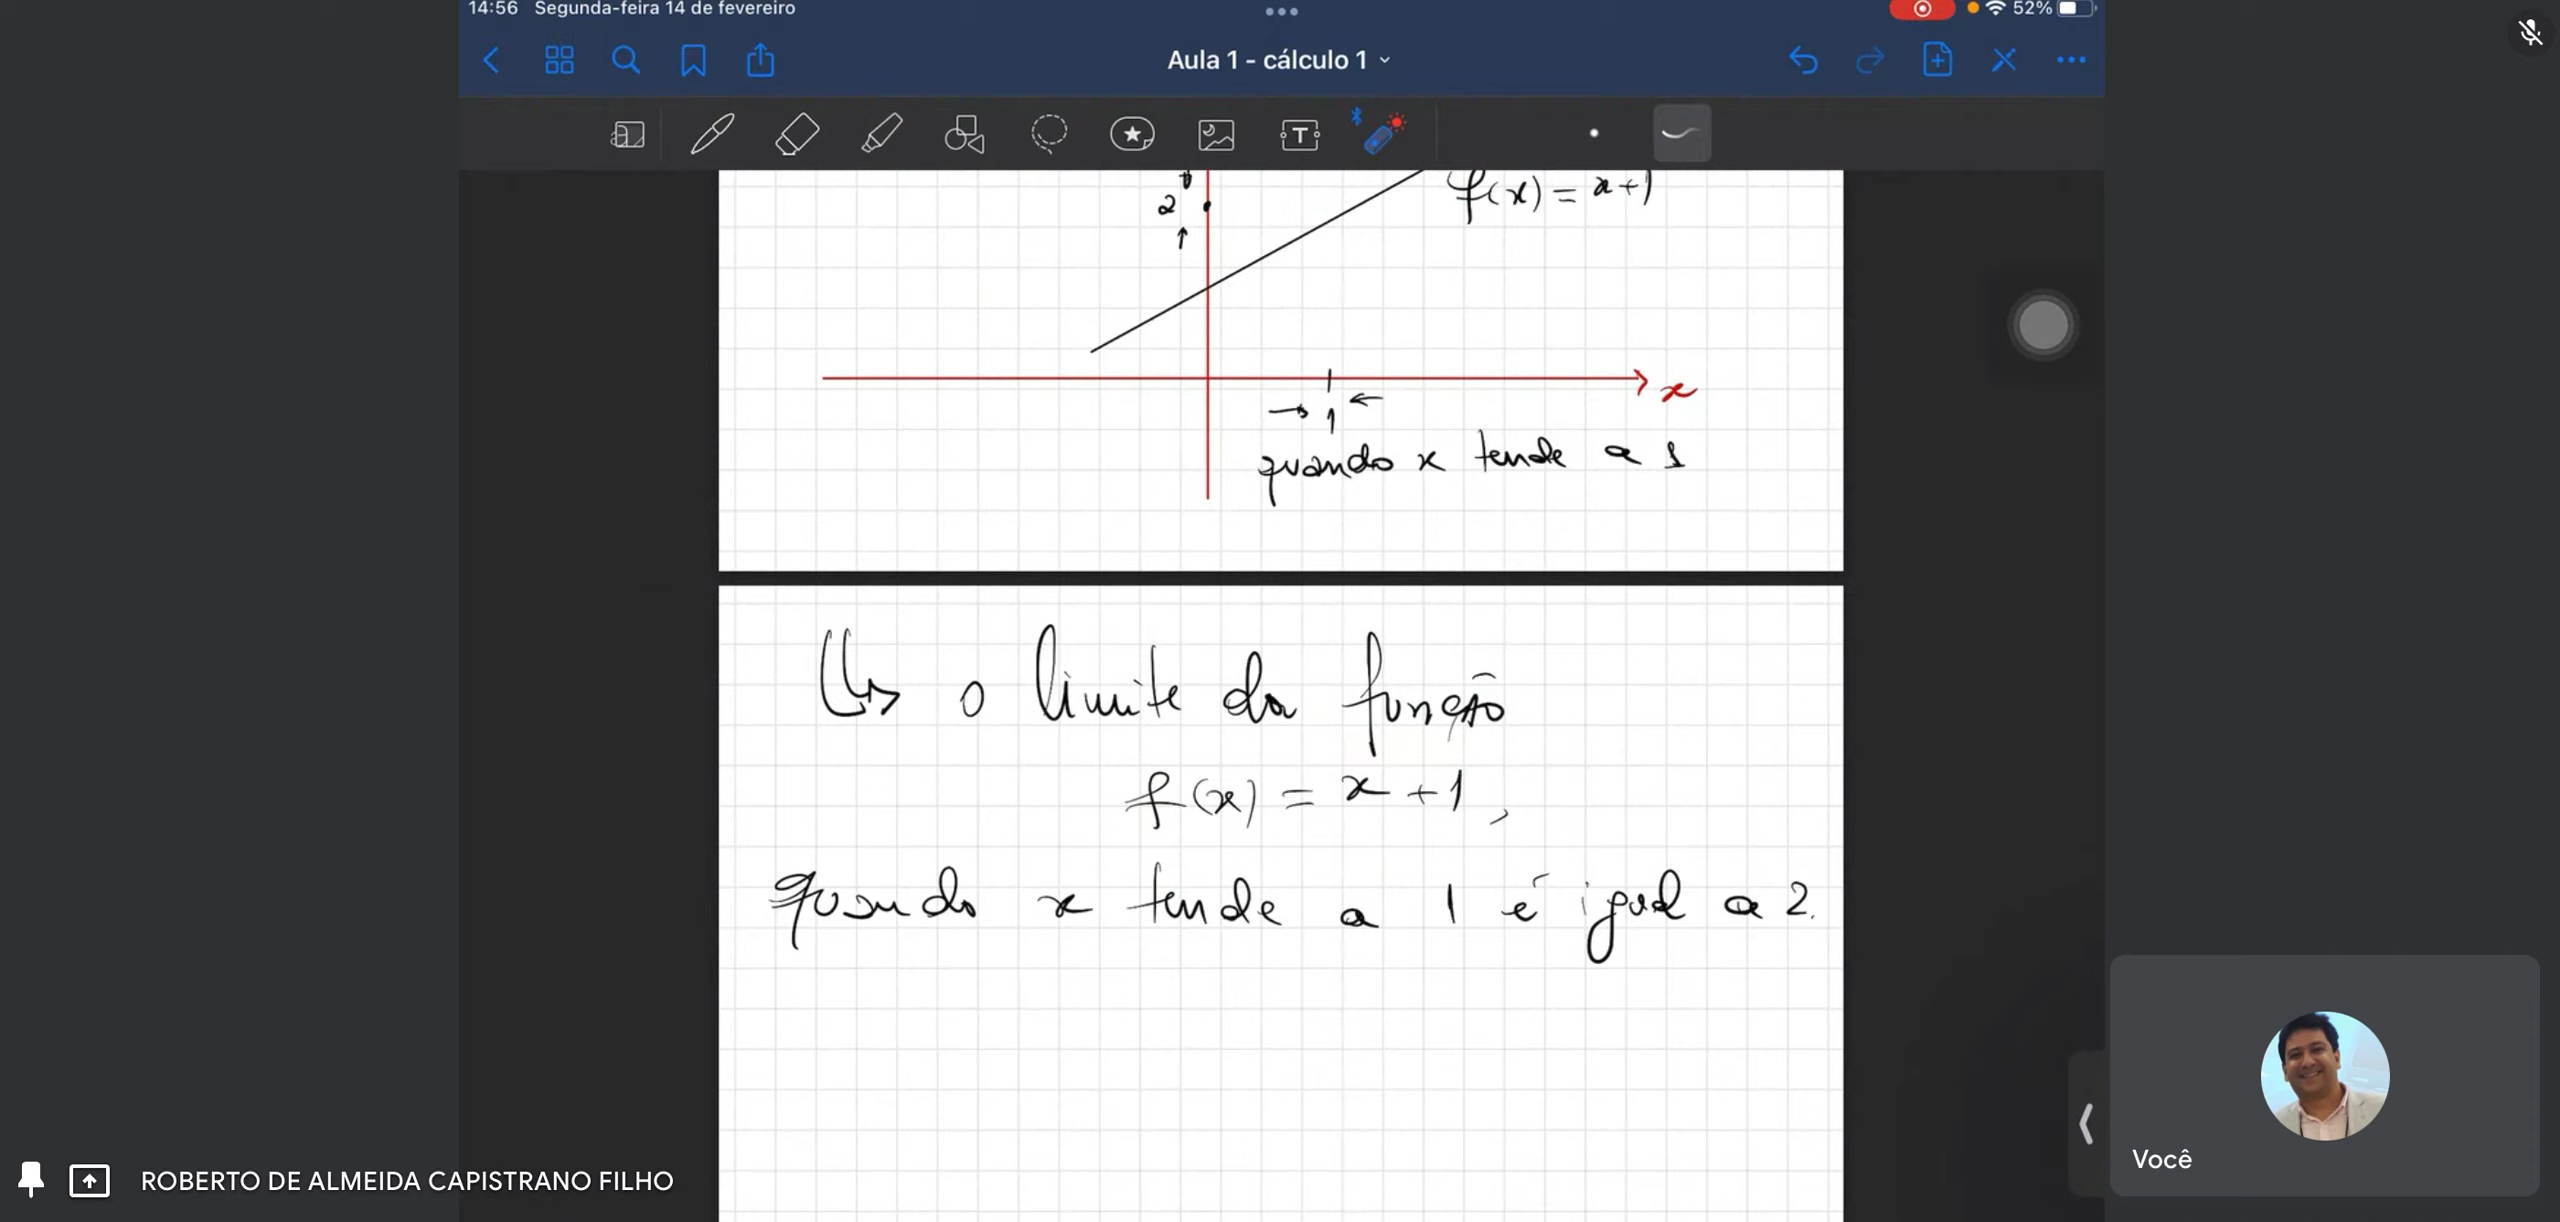 14:56 Segunda-feira 14 de fevereiro
52%
Aula 1 - cálculo 1
T
2
f(x) = x+1
x
1
quando x tende a 1
↳ o limite da função
f(x) = x+1,
quando x tende a 1 é igual a 2.
Você
ROBERTO DE ALMEIDA CAPISTRANO FILHO